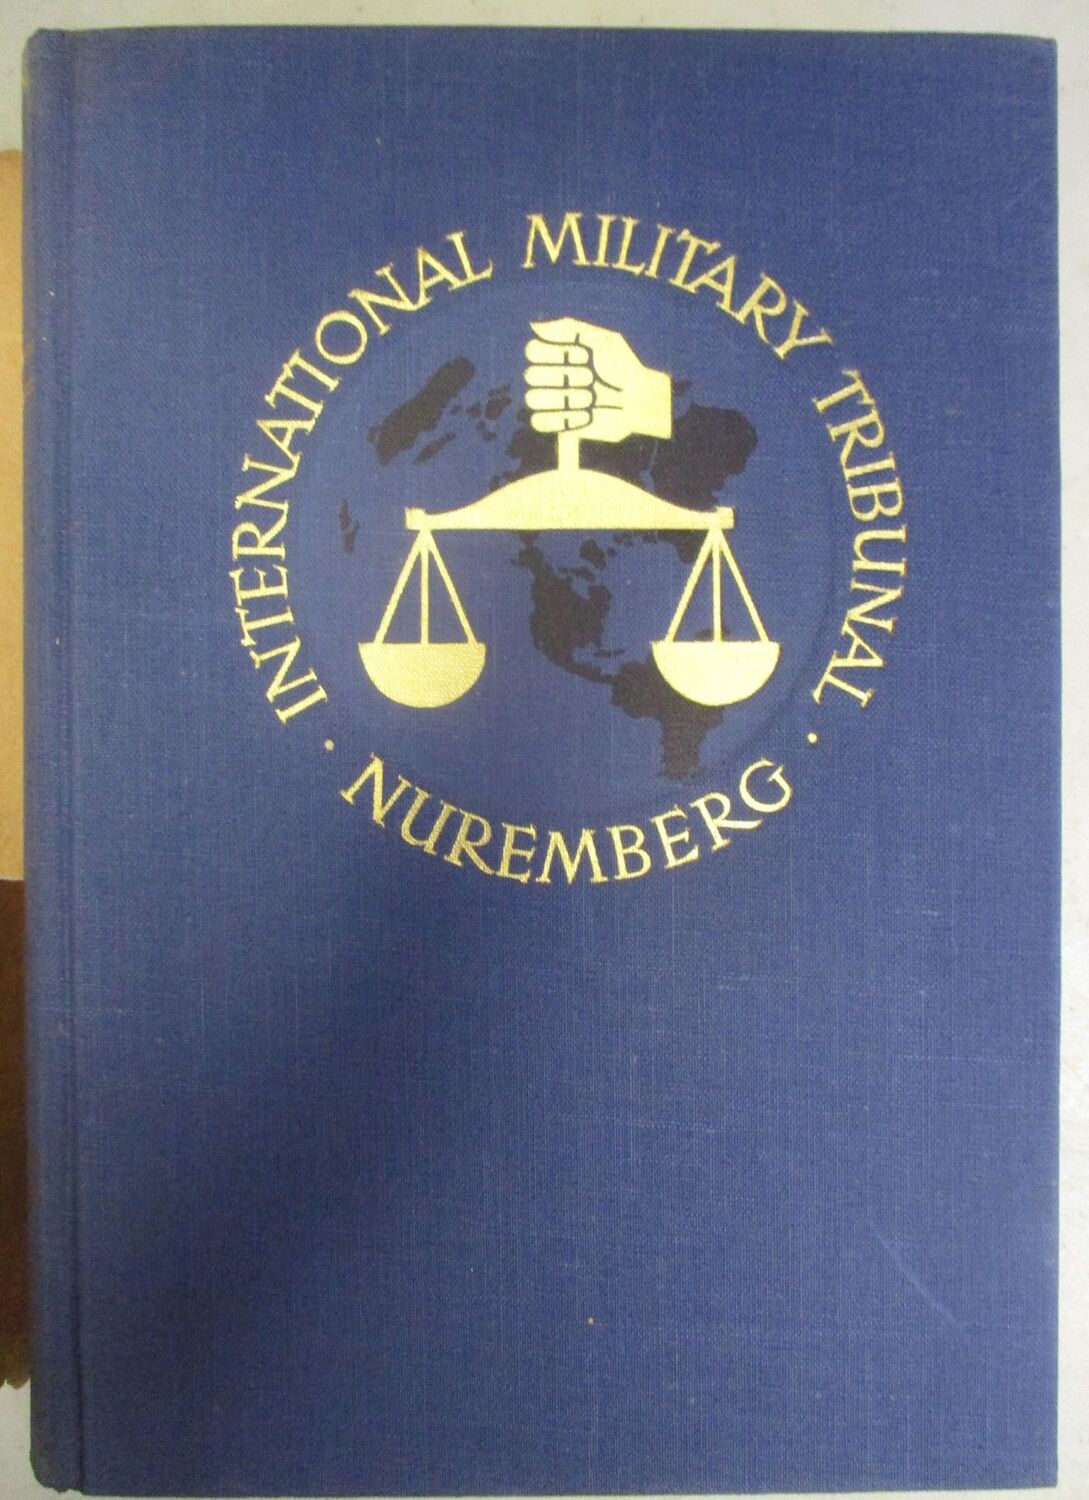 INTERNATIONAL MILITARY TRIBUNAL
· NUREMBERG ·